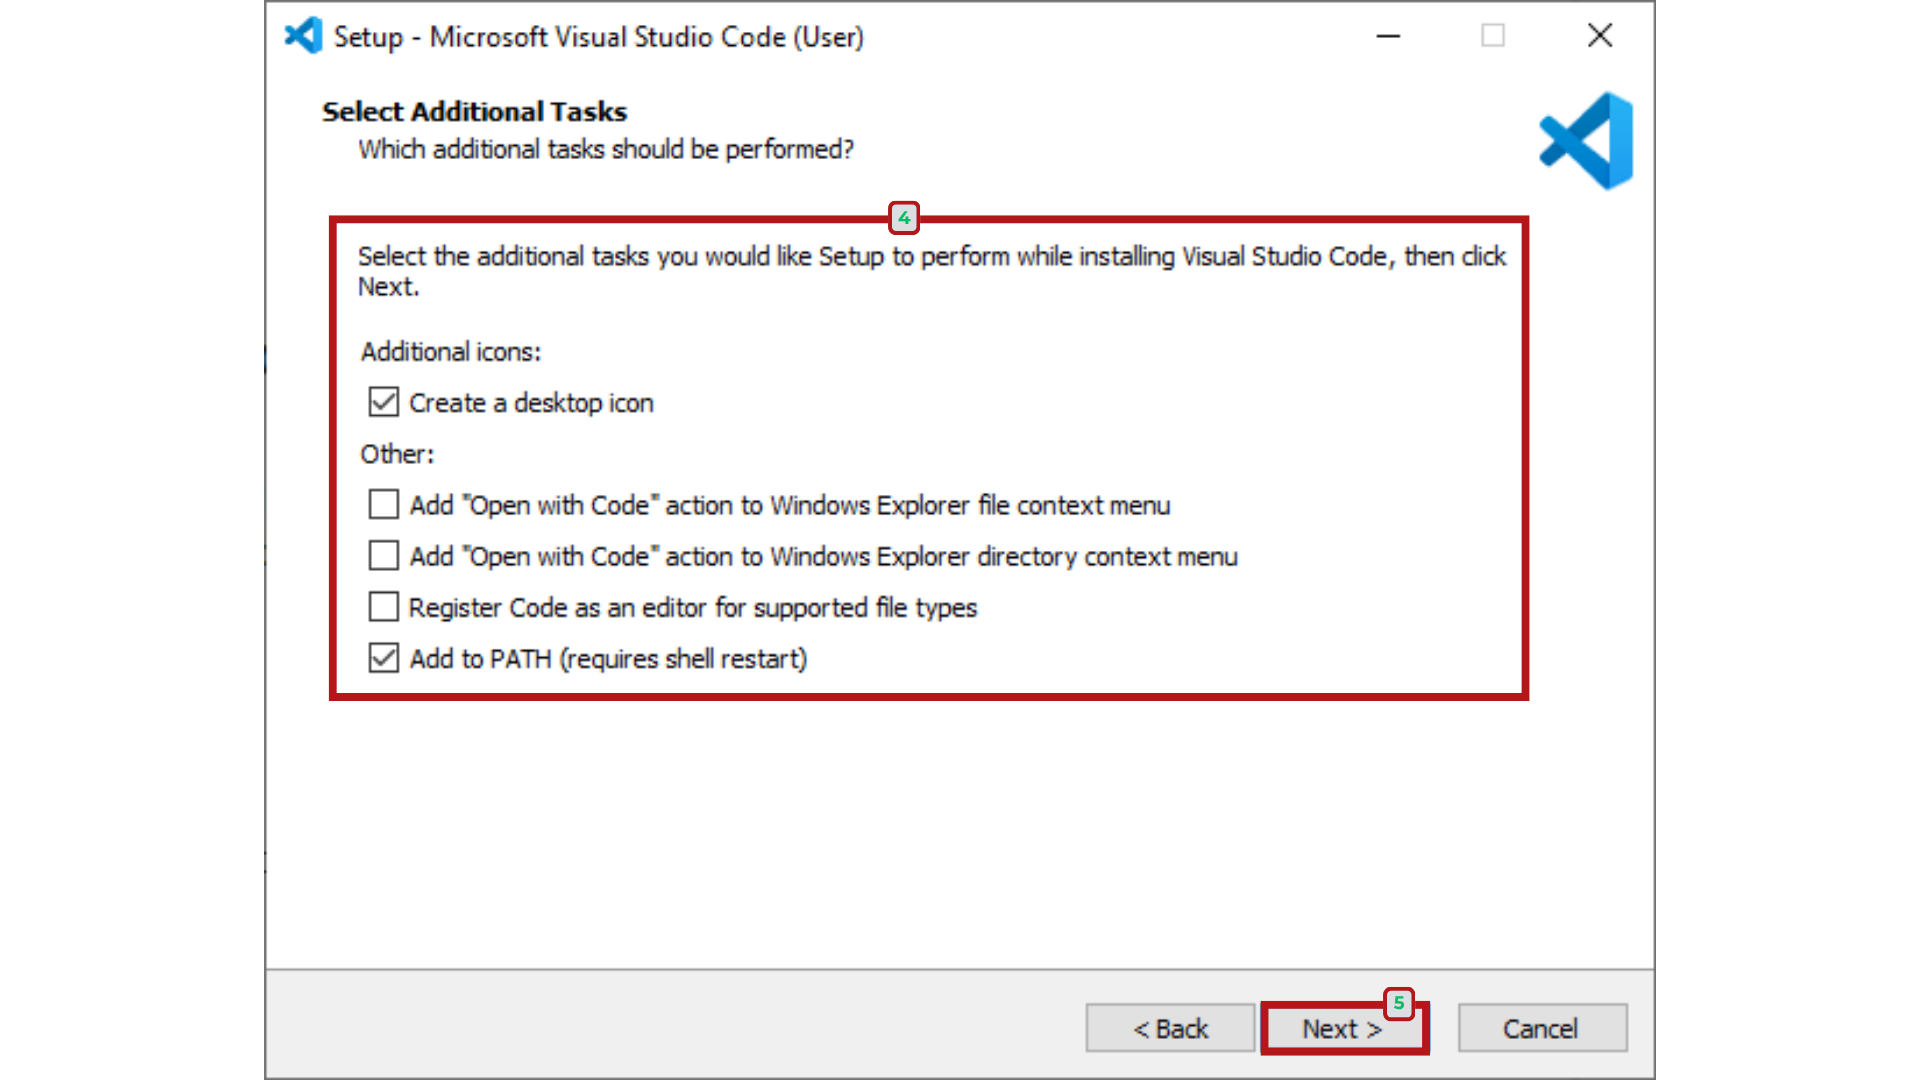 Setup - Microsoft Visual Studio Code (User)
Select Additional Tasks
Which additional tasks should be performed?
4
Select the additional tasks you would like Setup to perform while installing Visual Studio Code, then click
Next.
Additional icons:
Create a desktop icon
Other:
Add "Open with Code" action to Windows Explorer file context menu
Add "Open with Code" action to Windows Explorer directory context menu
Register Code as an editor for supported file types
Add to PATH (requires shell restart)
5
< Back
Next >
Cancel